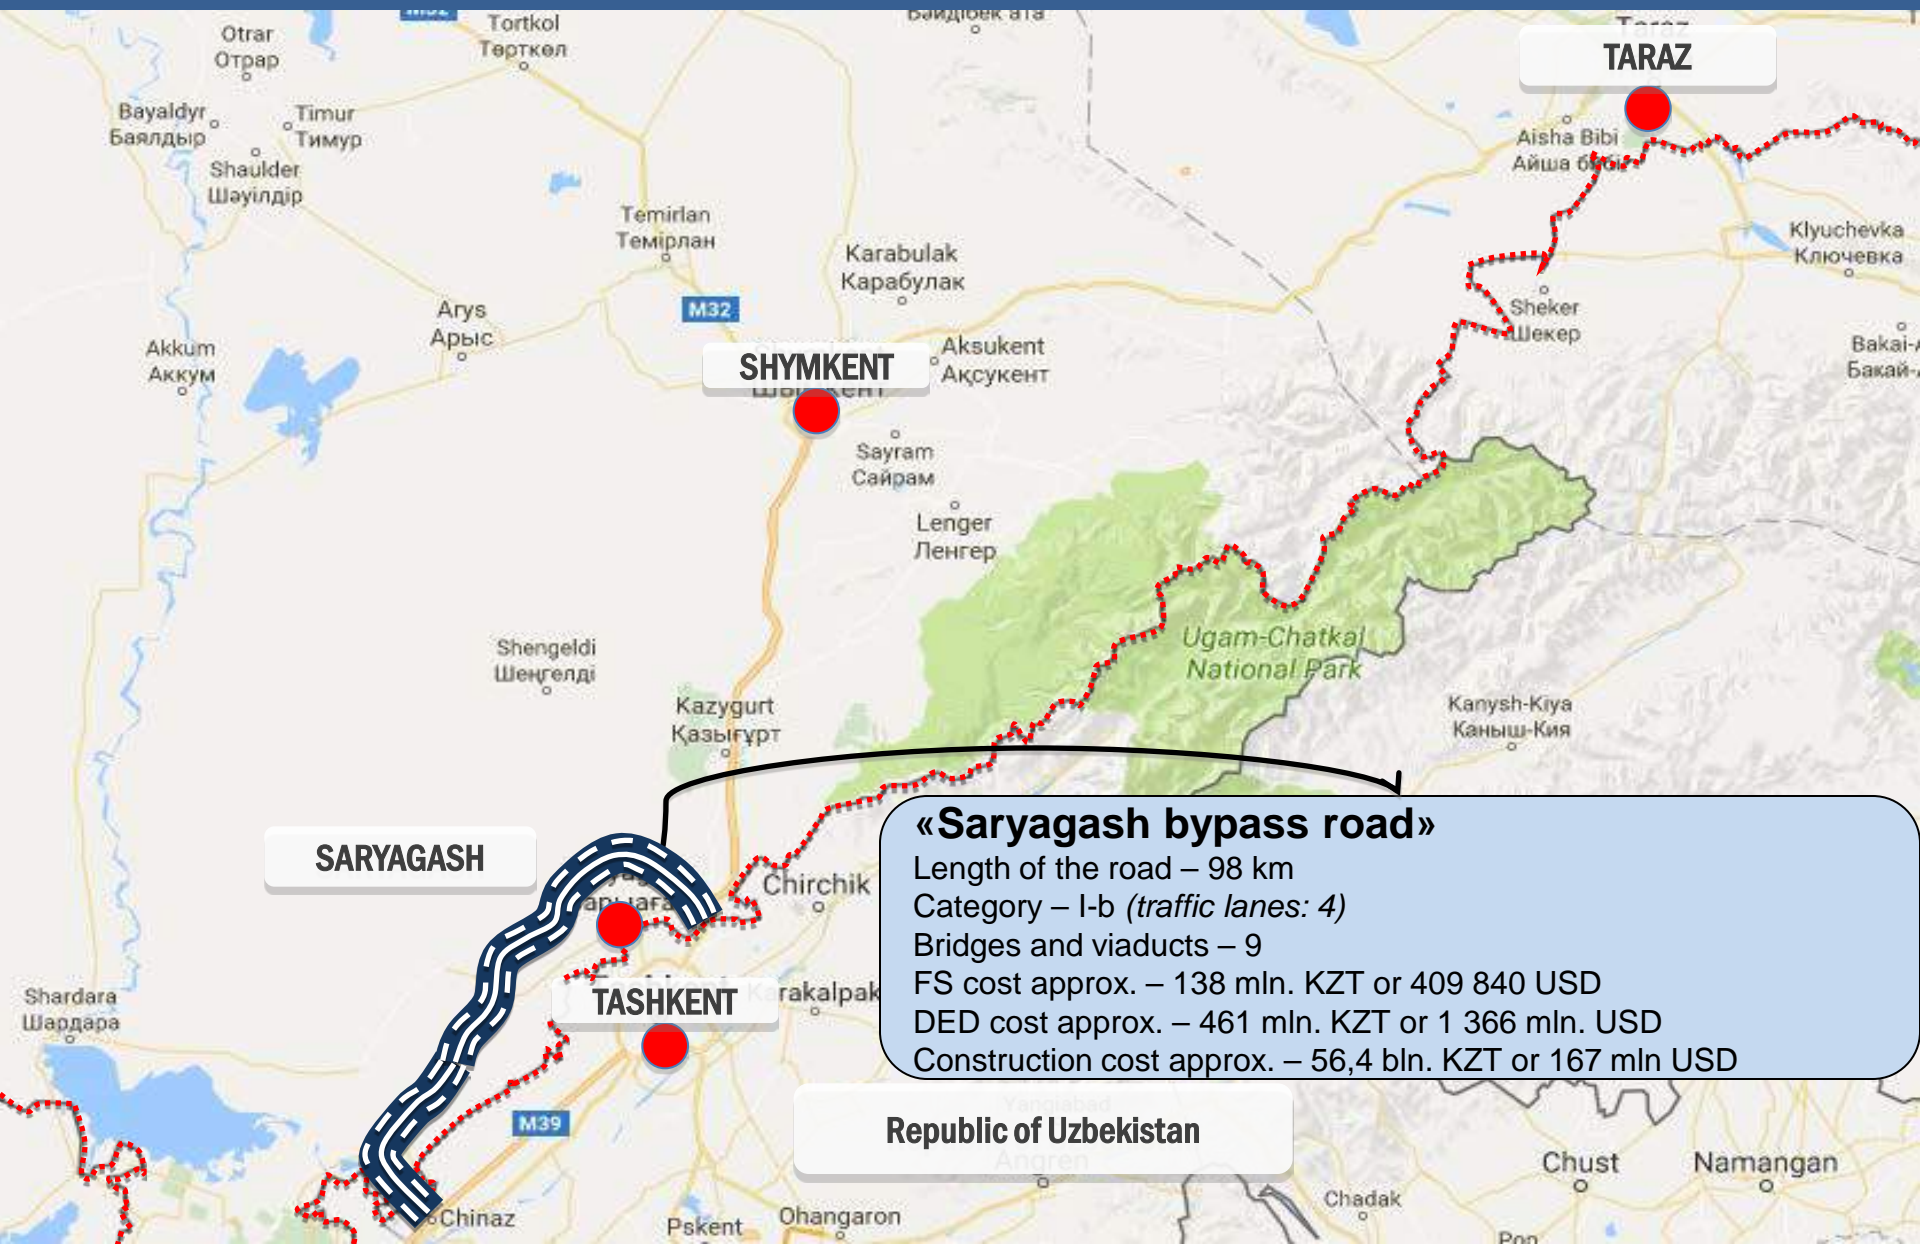 M32
Tortkol
Төрткөл
Otrar
Отрар
TARAZ
Bayaldyr
Баялдыр
Timur
Тимур
Shaulder
Шәуілдір
Aisha Bibi
Айша биби
Temirlan
Темірлан
Karabulak
Карабулак
Klyuchevka
Ключевка
Arys
Арыс
M32
Sheker
Шекер
Akkum
Аккум
SHYMKENT
Aksukent
Ақсукент
Sayram
Сайрам
Lenger
Ленгер
Ugam-Chatkal
National Park
Shengeldi
Шеңгелді
Kazygurt
Қазығұрт
Kanysh-Kiya
Каныш-Кия
SARYAGASH
Chirchik
«Saryagash bypass road»
Length of the road – 98 km
Category – I-b (traffic lanes: 4)
Bridges and viaducts – 9
FS cost approx. – 138 mln. KZT or 409 840 USD
DED cost approx. – 461 mln. KZT or 1 366 mln. USD
Construction cost approx. – 56,4 bln. KZT or 167 mln USD
Shardara
Шардара
TASHKENT
M39
Yangiabad
Republic of Uzbekistan
Angren
Chust
Namangan
Chadak
Chinaz
Pskent
Ohangaron